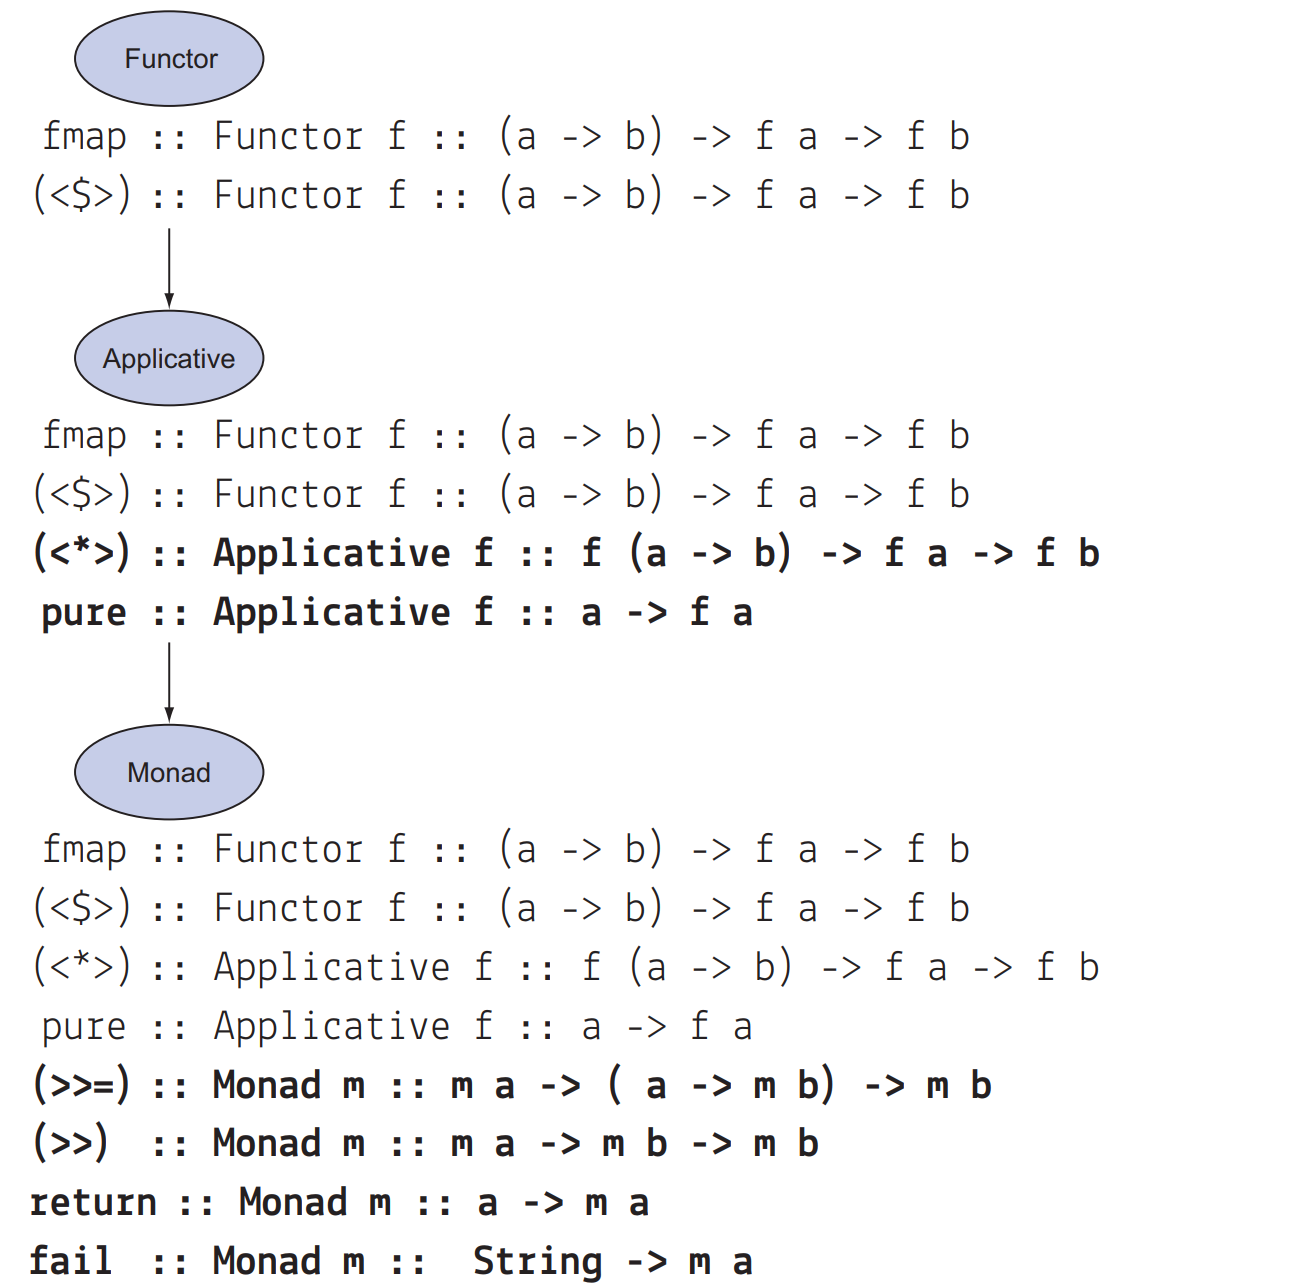 Functor
fmap :: Functor f :: (a -> b) -> f a -> f b
(<$>) :: Functor f :: (a -> b) -> f a -> f b
Applicative
fmap :: Functor f :: (a -> b) -> f a -> f b
(<$>) :: Functor f :: (a -> b) -> f a -> f b
(<*>) :: Applicative f :: f (a -> b) -> f a -> f b
pure :: Applicative f :: a -> f a
Monad
fmap :: Functor f :: (a -> b) -> f a -> f b
(<$>) :: Functor f :: (a -> b) -> f a -> f b
(<*>) :: Applicative f :: f (a -> b) -> f a -> f b
pure :: Applicative f :: a -> f a
(>>=) :: Monad m :: m a -> ( a -> m b) -> m b
(>>) :: Monad m :: m a -> m b -> m b
return :: Monad m :: a -> m a
fail :: Monad m :: String -> m a